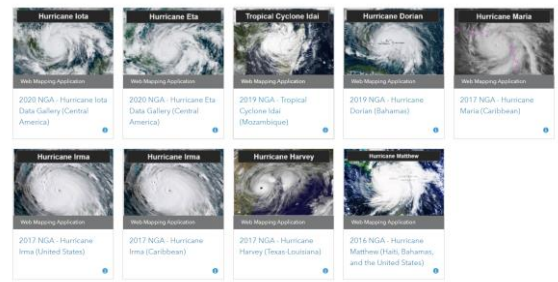 Hurricane Iota
Web Mapping Application
2020 NGA - Hurricane Iota
Data Gallery (Central
America)
Hurricane Eta
Web Mapping Application
2020 NGA - Hurricane Eta
Data Gallery (Central
America)
Tropical Cyclone Idai
Web Mapping Application
2019 NGA - Tropical
Cyclone Idai
(Mozambique)
Hurricane Dorian
Web Mapping Application
2019 NGA - Hurricane
Dorian (Bahamas)
Hurricane Maria
Web Mapping Application
2017 NGA - Hurricane
Maria (Caribbean)
Hurricane Irma
Web Mapping Application
2017 NGA - Hurricane
Irma (United States)
Hurricane Irma
Web Mapping Application
2017 NGA - Hurricane
Irma (Caribbean)
Hurricane Harvey
Web Mapping Application
2017 NGA - Hurricane
Harvey (Texas-Louisiana)
Hurricane Matthew
Web Mapping Application
2016 NGA - Hurricane
Matthew (Haiti, Bahamas,
and the United States)